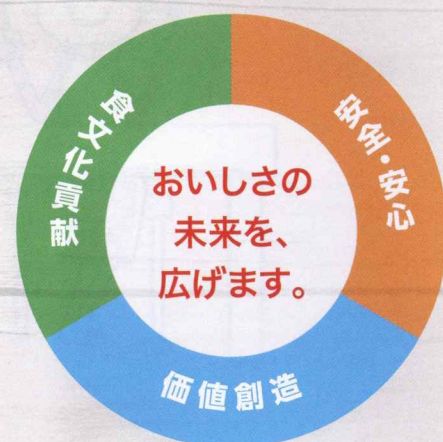 食文化貢献
安全・安心
おいしさの
未来を、
広げます。
価値創造